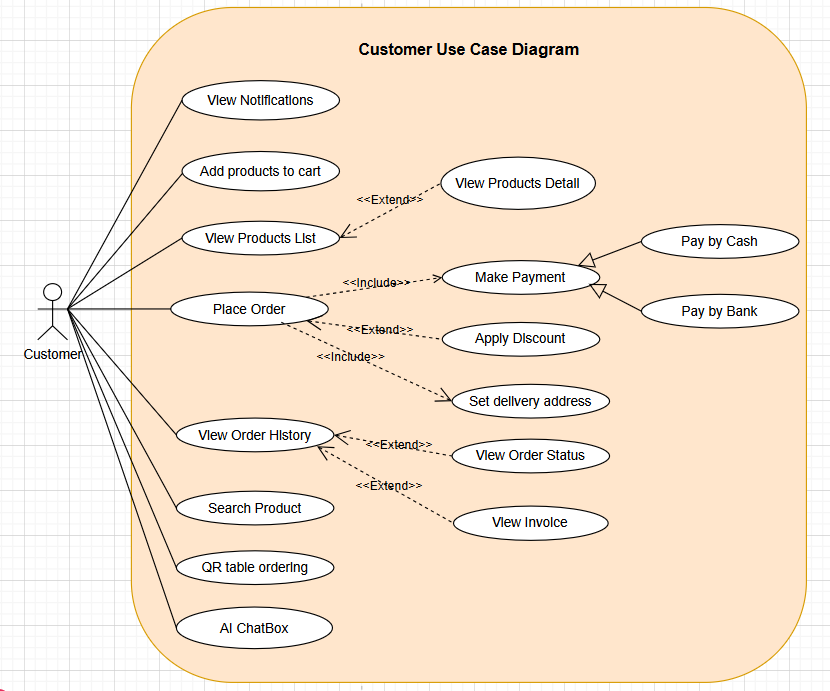 Customer Use Case Diagram
View Notifications
Add products to cart
<<Extend>>
View Products Detail
View Products List
Pay by Cash
<<Include>>
Make Payment
Place Order
Pay by Bank
<<Extend>>
Apply Discount
<<Include>>
Customer
Set delivery address
View Order History
<<Extend>>
View Order Status
<<Extend>>
Search Product
View Invoice
QR table ordering
AI ChatBox